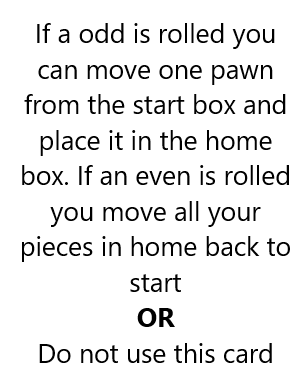 If a odd is rolled you
can move one pawn
from the start box and
place it in the home
box. If an even is rolled
you move all your
pieces in home back to
start
OR
Do not use this card